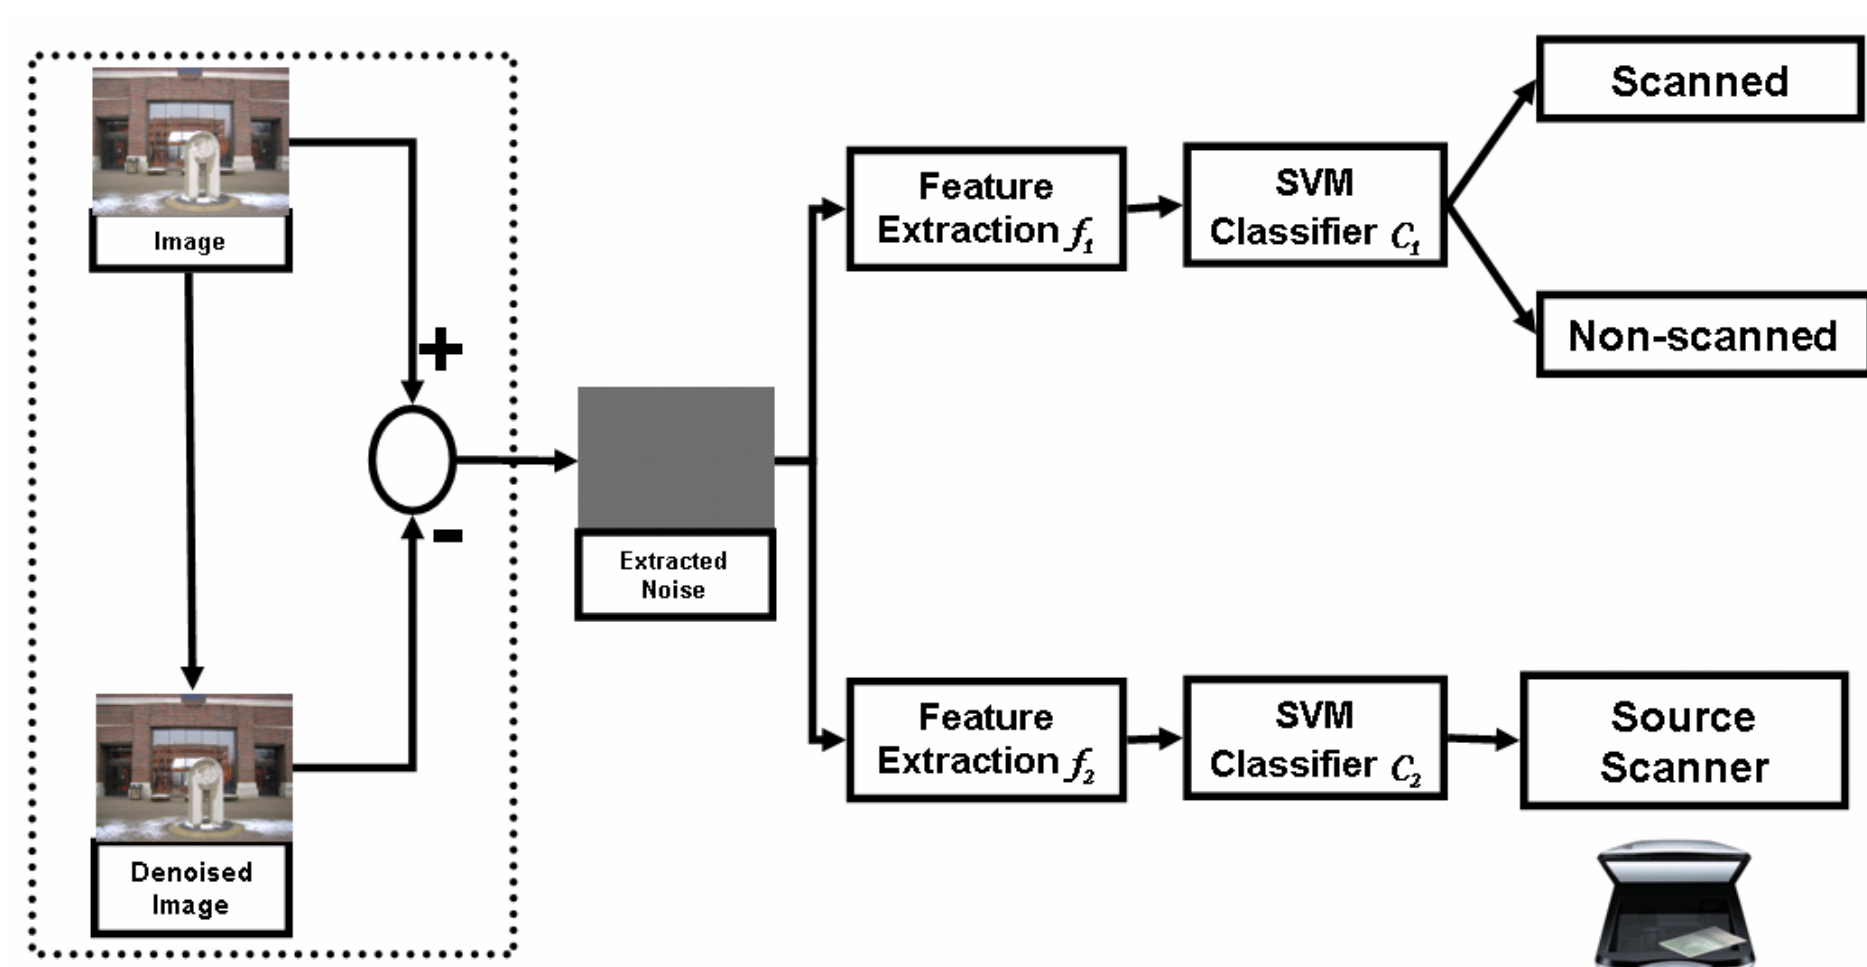 Image
+
-
Denoised
Image
Extracted
Noise
Feature
Extraction f₁
SVM
Classifier C₁
Scanned
Non-scanned
Feature
Extraction f₂
SVM
Classifier C₂
Source
Scanner